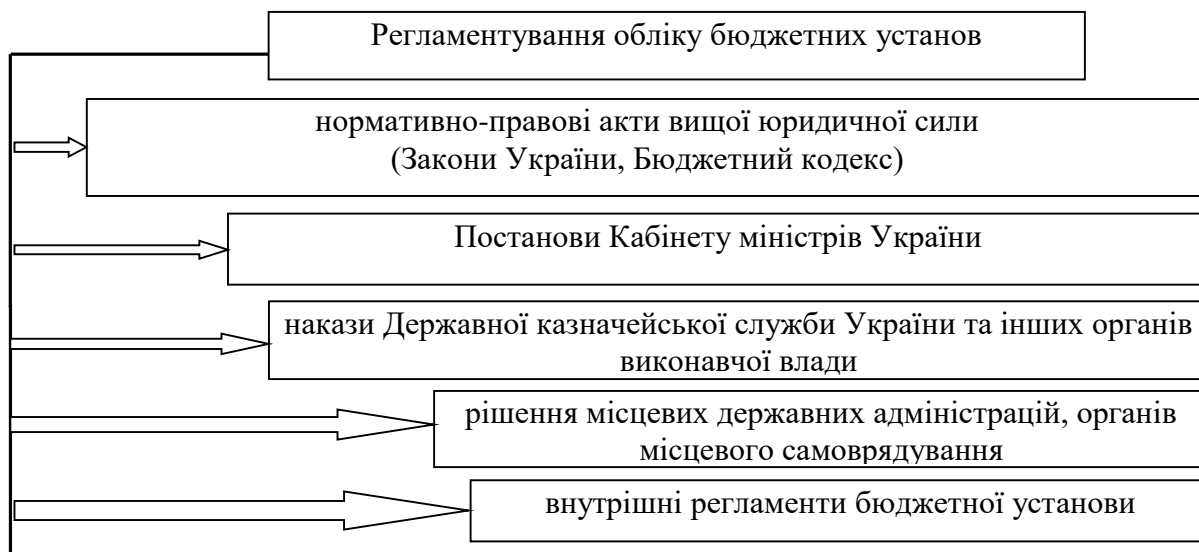 Регламентування обліку бюджетних установ
нормативно-правові акти вищої юридичної сили
(Закони України, Бюджетний кодекс)
Постанови Кабінету міністрів України
накази Державної казначейської служби України та інших органів
виконавчої влади
рішення місцевих державних адміністрацій, органів
місцевого самоврядування
внутрішні регламенти бюджетної установи